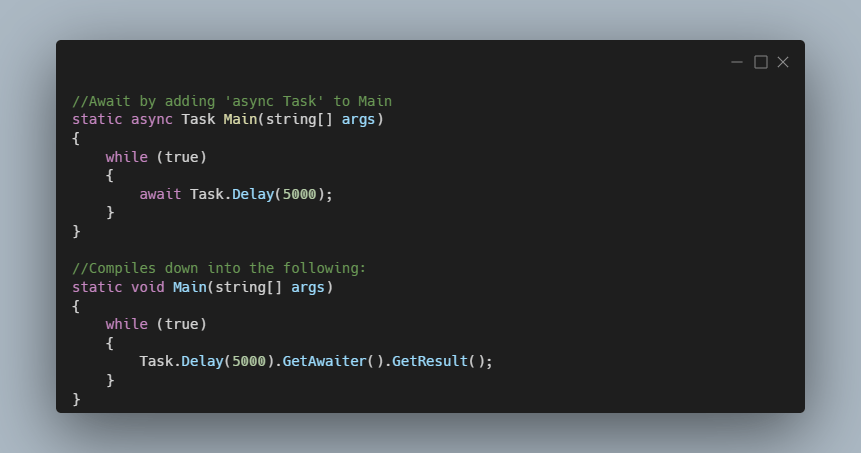 //Await by adding 'async Task' to Main
static async Task Main(string[] args)
{
    while (true)
    {
        await Task.Delay(5000);
    }
}

//Compiles down into the following:
static void Main(string[] args)
{
    while (true)
    {
        Task.Delay(5000).GetAwaiter().GetResult();
    }
}